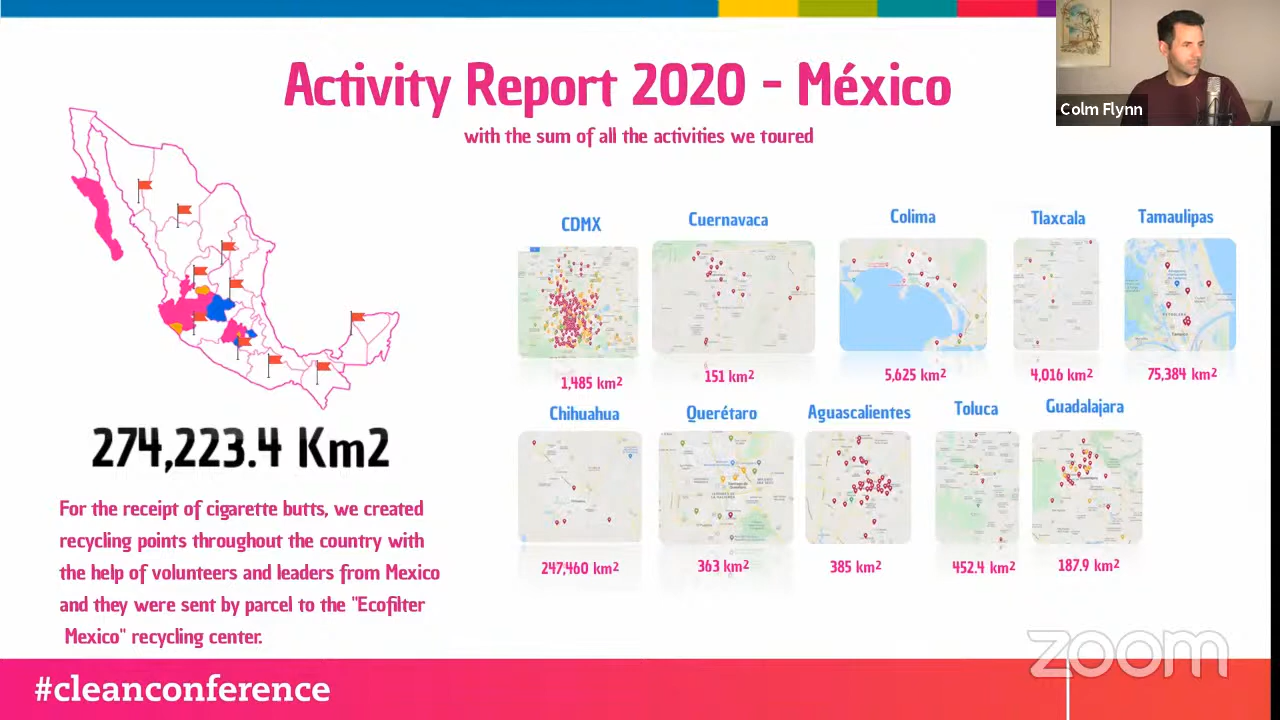 Activity Report 2020 - México
with the sum of all the activities we toured
Colm Flynn
CDMX
Cuernavaca
Colima
Tlaxcala
Tamaulipas
1,485 km2
151 km2
5,625 km2
4,016 km2
75,384 km2
Chihuahua
Querétaro
Aguascalientes
Toluca
Guadalajara
247,460 km2
363 km2
385 km2
452.4 km2
187.9 km2
274,223.4 Km2
For the receipt of cigarette butts, we created
recycling points throughout the country with
the help of volunteers and leaders from Mexico
and they were sent by parcel to the "Ecofilter
Mexico" recycling center.
zoom
#cleanconference